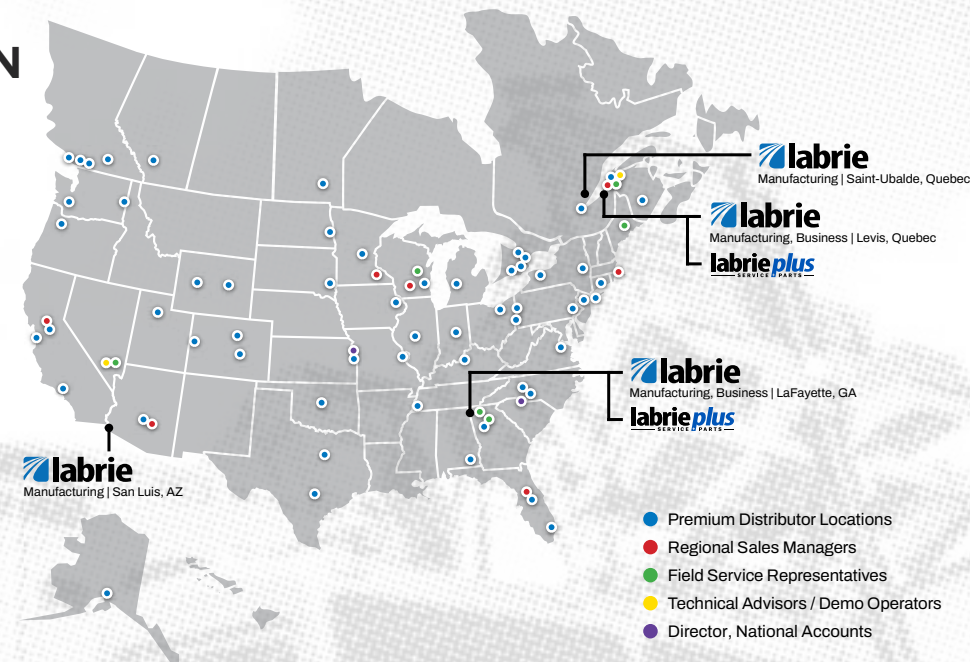 N
labrie
Manufacturing | Saint-Ubalde, Quebec
labrie
Manufacturing, Business | Levis, Quebec
labrie plus
SERVICE PARTS
labrie
Manufacturing, Business | LaFayette, GA
labrie plus
SERVICE PARTS
labrie
Manufacturing | San Luis, AZ
Premium Distributor Locations
Regional Sales Managers
Field Service Representatives
Technical Advisors / Demo Operators
Director, National Accounts